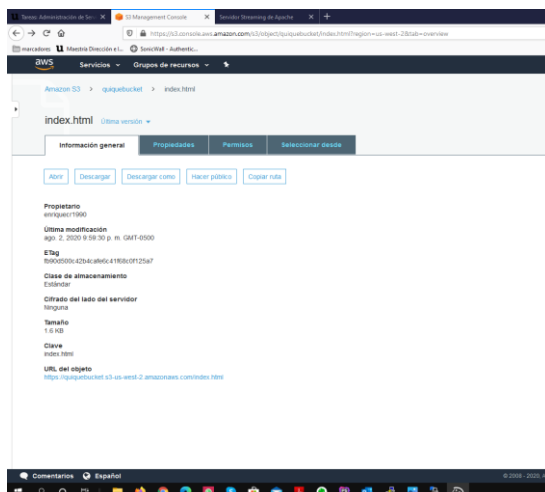 Tareas: Administración de Ser
S3 Management Console
Servidor Streaming de Apache
https://s3.console.aws.amazon.com/s3/object/quiquebucket/index.html?region=us-west-2&tab=overview
marcadores
Maestría Dirección e I...
SonicWall - Authentic...
aws
Servicios
Grupos de recursos
Amazon S3 > quiquebucket > index.html
index.html Última versión
Información general
Propiedades
Permisos
Seleccionar desde
Abrir
Descargar
Descargar como
Hacer público
Copiar ruta
Propietario
enriquecr1990
Última modificación
ago. 2, 2020 9:59:30 p. m. GMT-0500
ETag
Clase de almacenamiento
Estándar
Cifrado del lado del servidor
Ninguna
Tamaño
1.6 KB
Clave
index.html
URL del objeto
https://quiquebucket.s3-us-west-2.amazonaws.com/index.html
Comentarios
Español
© 2008 - 2020,